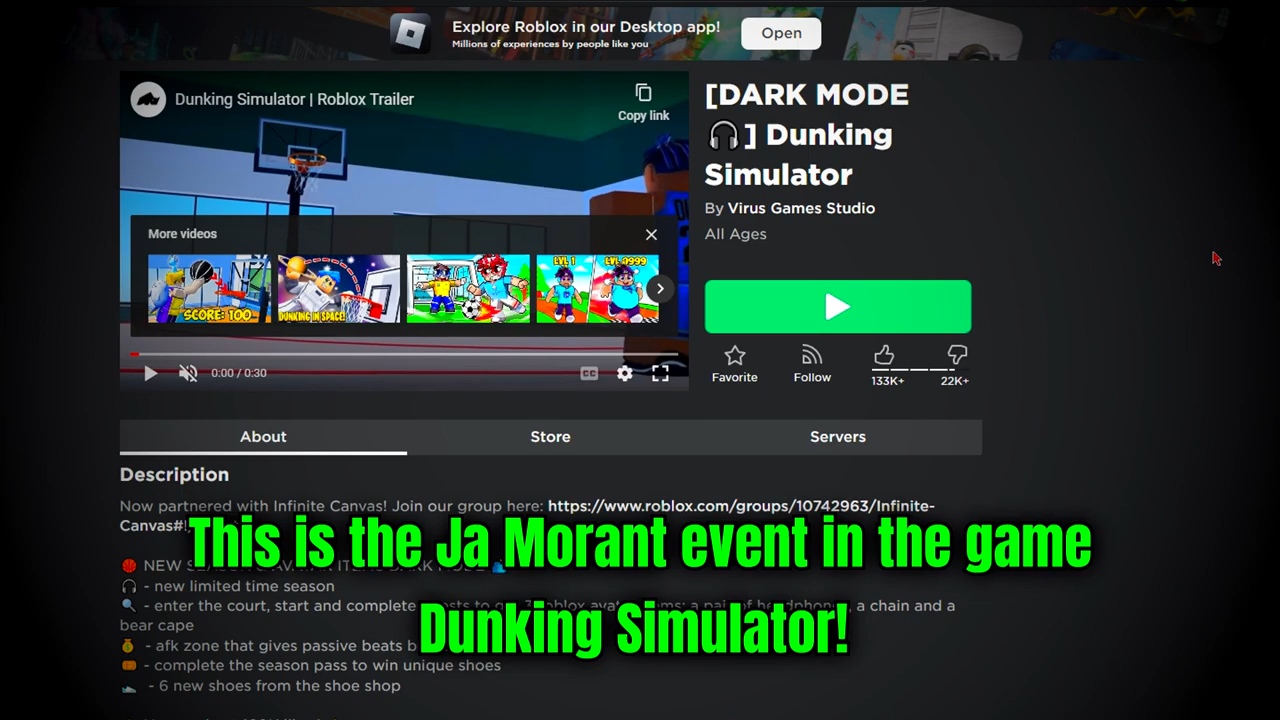 Explore Roblox in our Desktop app!
Millions of experiences by people like you
Open
Dunking Simulator | Roblox Trailer
Copy link
More videos
SCORE: 100
DUNKING IN SPACE!
LVL 1
LVL 9999
0:00 / 0:30
CC
[DARK MODE
🎧] Dunking
Simulator
By Virus Games Studio
All Ages
Favorite
Follow
133K+
22K+
About
Store
Servers
Description
Now partnered with Infinite Canvas! Join our group here: https://www.roblox.com/groups/10742963/Infinite-
Canvas#!
This is the Ja Morant event in the game
🏀 NEW
🎧 - new limited time season
🔍 - enter the court, start and complete a chain and a
bear cape
Dunking Simulator!
💰 - afk zone that gives passive beats
🎟️ - complete the season pass to win unique shoes
👟 - 6 new shoes from the shoe shop